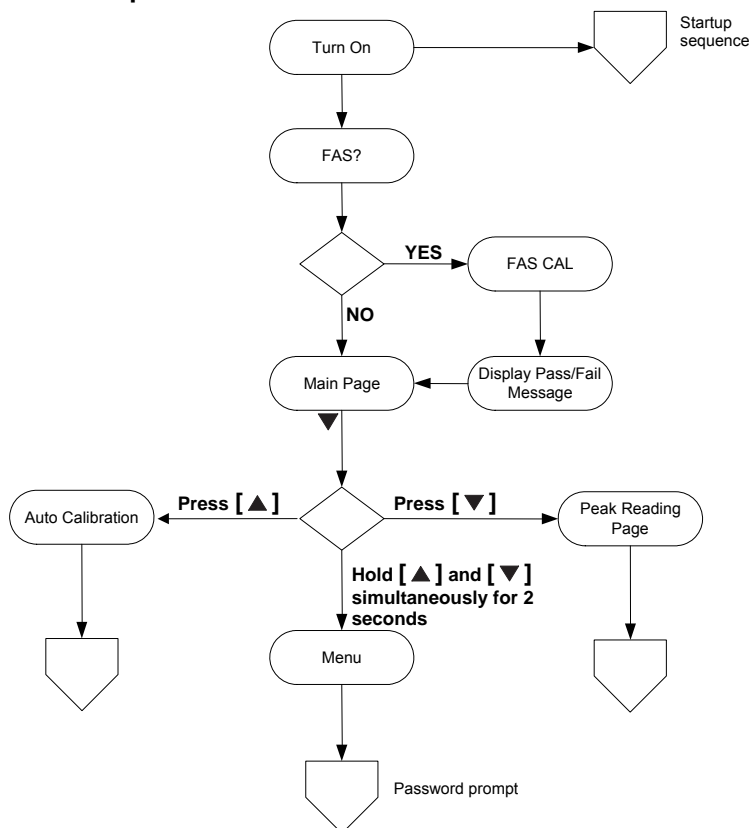 Turn On
Startup
sequence
FAS?
YES
FAS CAL
NO
Main Page
Display Pass/Fail
Message
▼
Auto Calibration
Press [ ▲ ]
Press [ ▼ ]
Peak Reading
Page
Hold [ ▲ ] and [ ▼ ]
simultaneously for 2
seconds
Menu
Password prompt